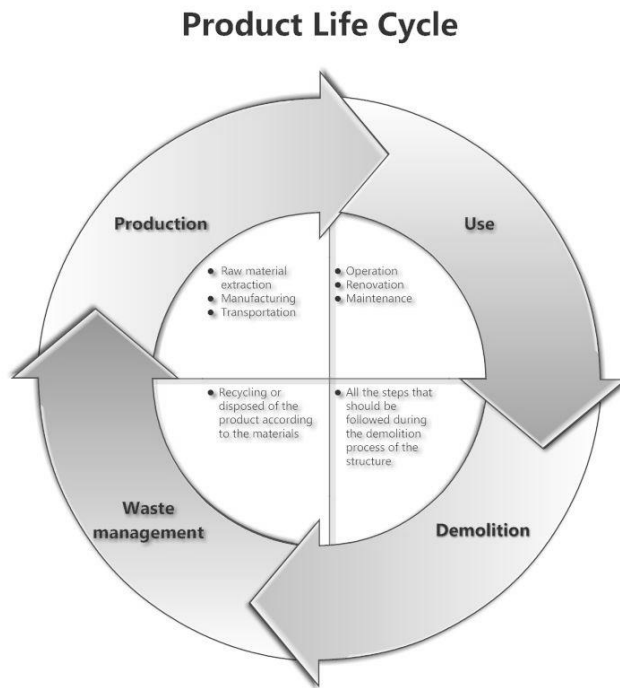 Product Life Cycle
Production
Use
● Raw material
extraction
● Manufacturing
● Transportation
● Operation
● Renovation
● Maintenance
● Recycling or
disposed of the
product according
to the materials
● All the steps that
should be
followed during
the demolition
process of the
structure.
Waste
management
Demolition